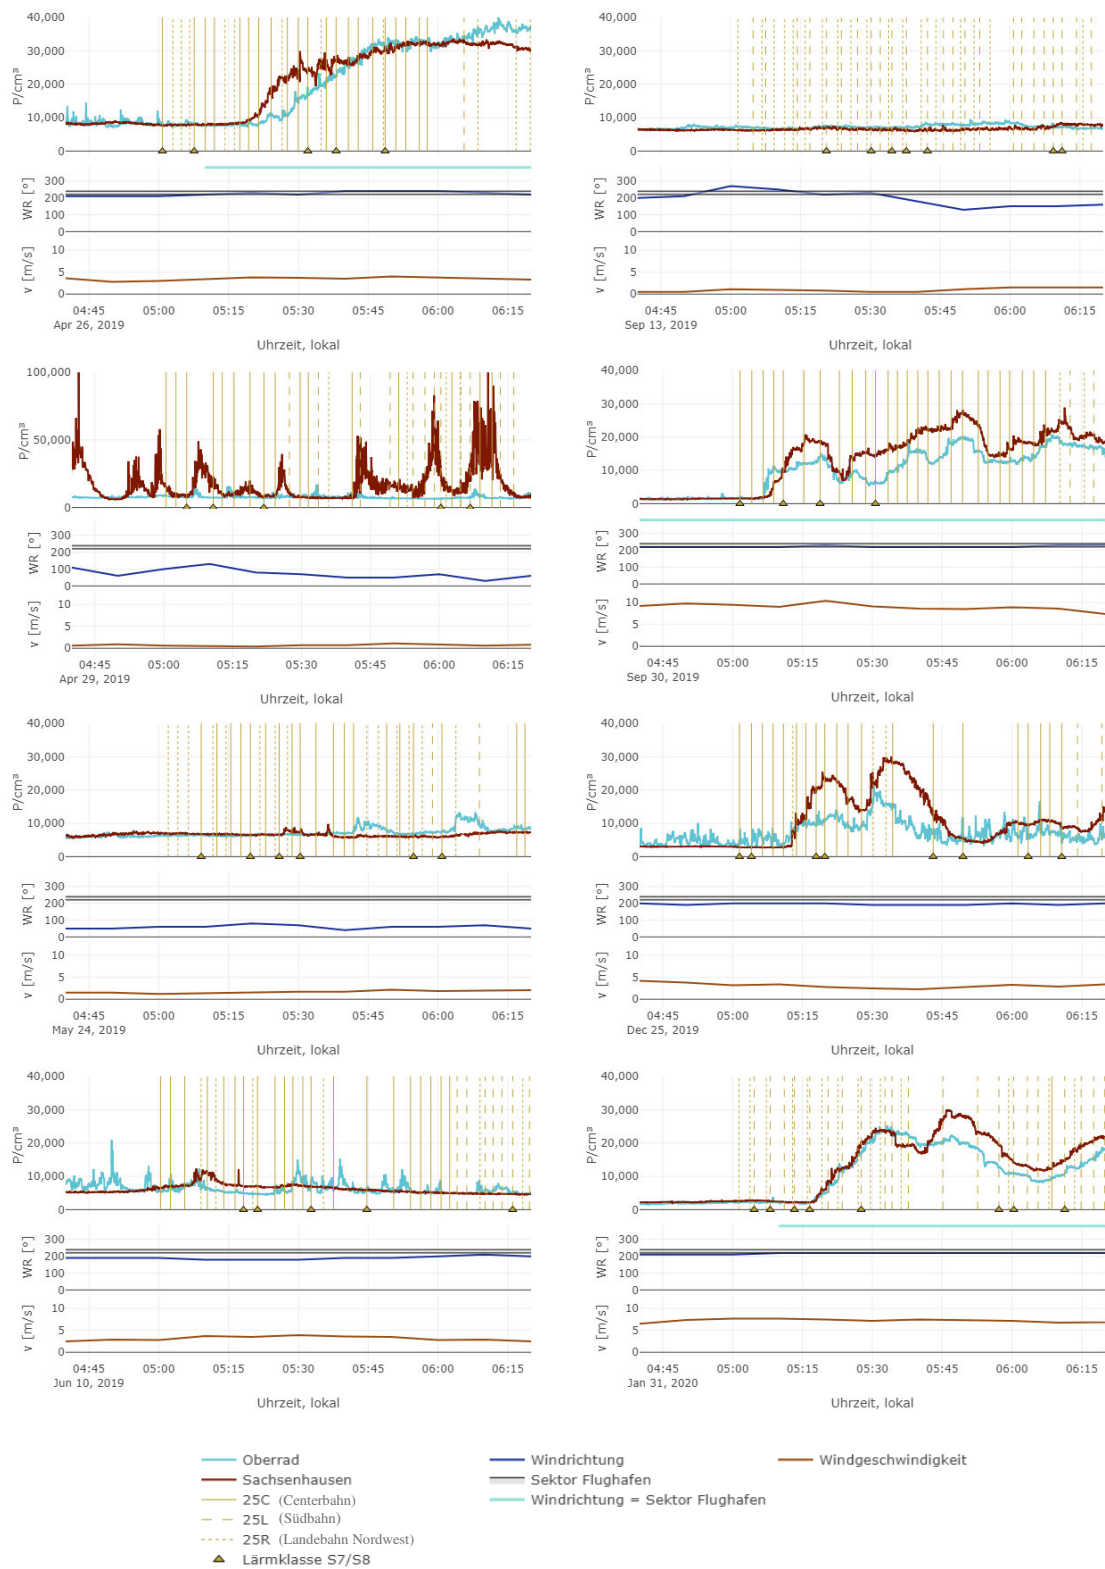 40,000
30,000
20,000
10,000
0
P/cm³
300
200
100
0
WR [°]
10
5
0
v [m/s]
04:45 05:00 05:15 05:30 05:45 06:00 06:15
Apr 26, 2019
Uhrzeit, lokal
40,000
30,000
20,000
10,000
0
P/cm³
300
200
100
0
WR [°]
10
5
0
v [m/s]
04:45 05:00 05:15 05:30 05:45 06:00 06:15
Sep 13, 2019
Uhrzeit, lokal
100,000
50,000
0
P/cm³
300
200
100
0
WR [°]
10
5
0
v [m/s]
04:45 05:00 05:15 05:30 05:45 06:00 06:15
Apr 29, 2019
Uhrzeit, lokal
40,000
30,000
20,000
10,000
0
P/cm³
300
200
100
0
WR [°]
10
5
0
v [m/s]
04:45 05:00 05:15 05:30 05:45 06:00 06:15
Sep 30, 2019
Uhrzeit, lokal
40,000
30,000
20,000
10,000
0
P/cm³
300
200
100
0
WR [°]
10
5
0
v [m/s]
04:45 05:00 05:15 05:30 05:45 06:00 06:15
May 24, 2019
Uhrzeit, lokal
40,000
30,000
20,000
10,000
0
P/cm³
300
200
100
0
WR [°]
10
5
0
v [m/s]
04:45 05:00 05:15 05:30 05:45 06:00 06:15
Dec 25, 2019
Uhrzeit, lokal
40,000
30,000
20,000
10,000
0
P/cm³
300
200
100
0
WR [°]
10
5
0
v [m/s]
04:45 05:00 05:15 05:30 05:45 06:00 06:15
Jun 10, 2019
Uhrzeit, lokal
40,000
30,000
20,000
10,000
0
P/cm³
300
200
100
0
WR [°]
10
5
0
v [m/s]
04:45 05:00 05:15 05:30 05:45 06:00 06:15
Jan 31, 2020
Uhrzeit, lokal
Oberrad Windrichtung Windgeschwindigkeit
Sachsenhausen Sektor Flughafen
25C (Centerbahn) Windrichtung = Sektor Flughafen
25L (Südbahn)
25R (Landebahn Nordwest)
Lärmklasse S7/S8